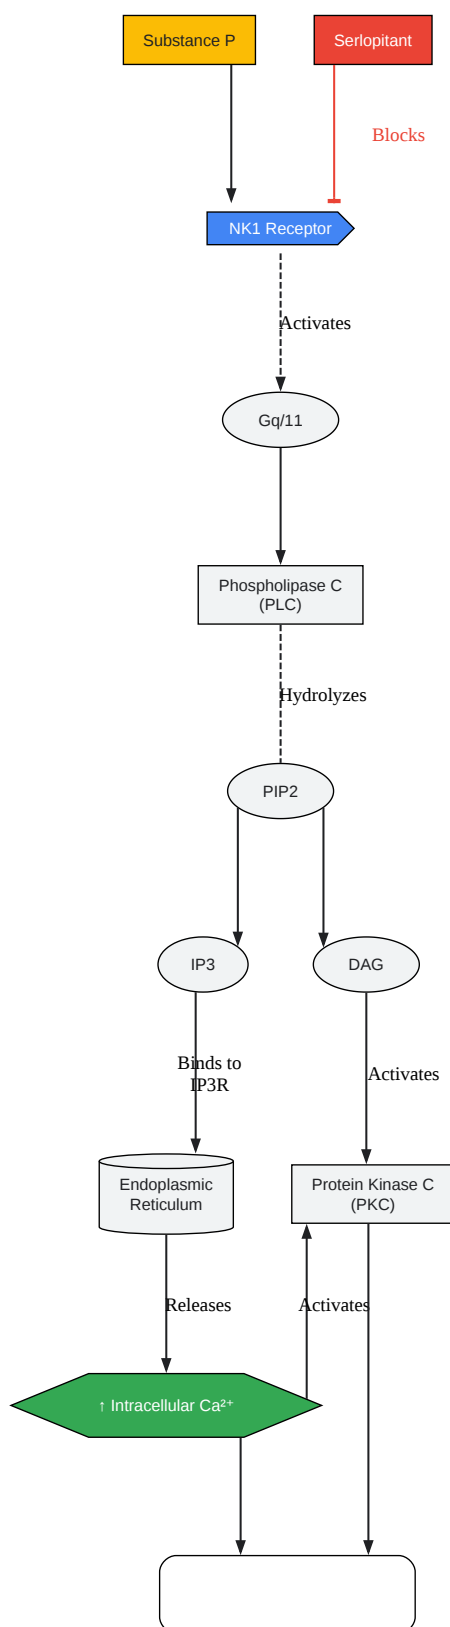 Substance P
Serlopitant
Blocks
NK1 Receptor
Activates
Gq/11
Phospholipase C
(PLC)
Hydrolyzes
PIP2
IP3
DAG
Binds to
IP3R
Activates
Endoplasmic
Reticulum
Protein Kinase C
(PKC)
Releases
Activates
↑ Intracellular Ca²⁺